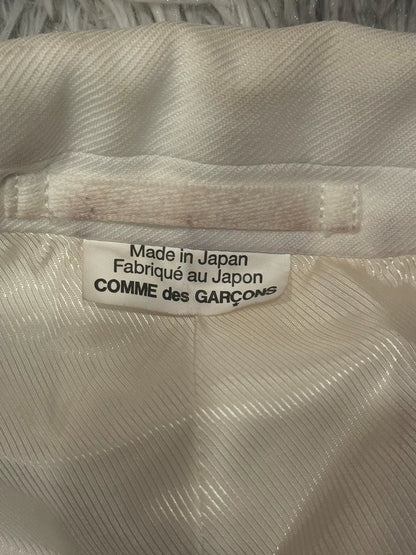 Made in Japan
Fabriqué au Japon
COMME des GARÇONS